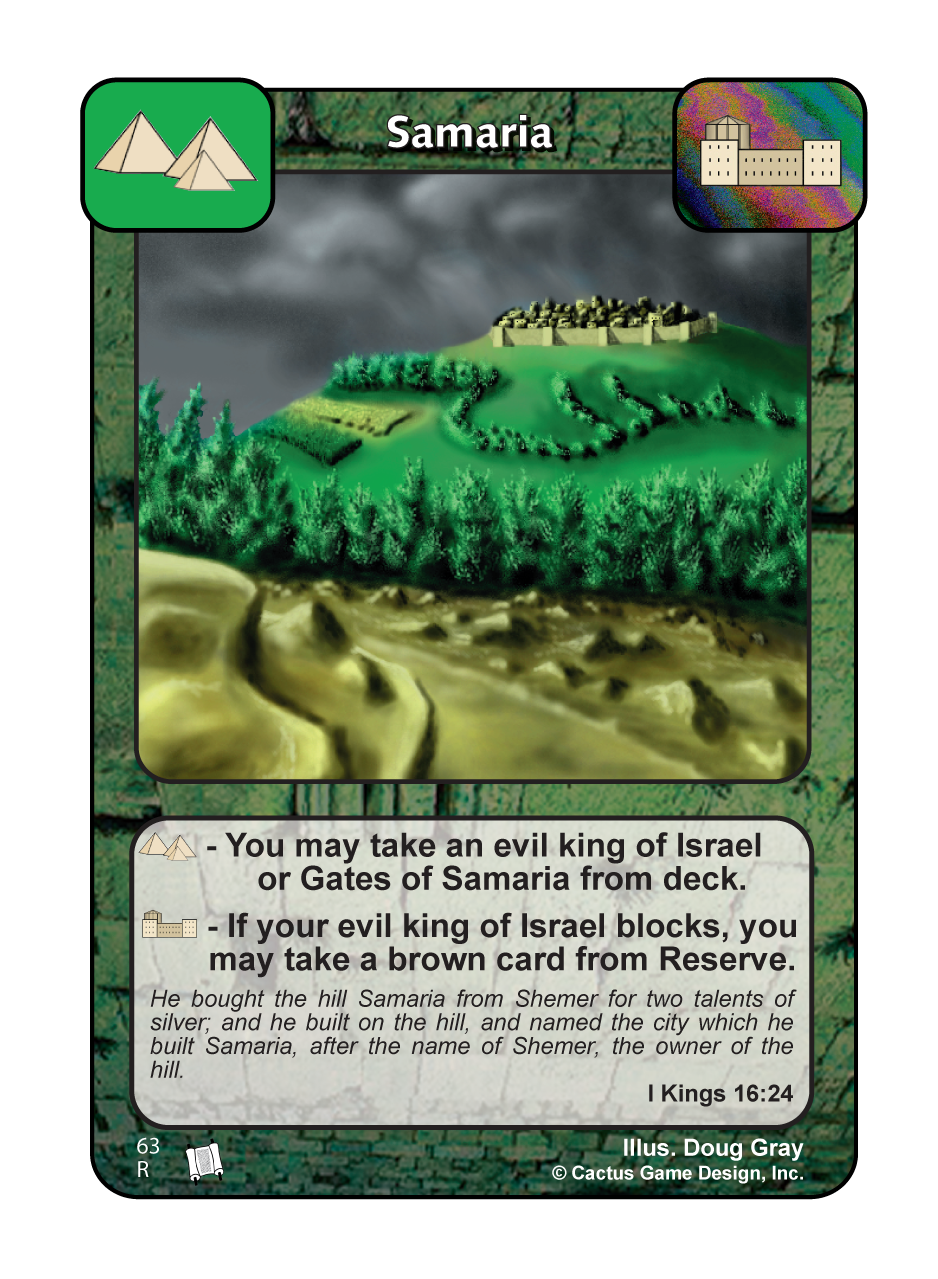 Samaria
- You may take an evil king of Israel
or Gates of Samaria from deck.
- If your evil king of Israel blocks, you
may take a brown card from Reserve.
He bought the hill Samaria from Shemer for two talents of
silver; and he built on the hill, and named the city which he
built Samaria, after the name of Shemer, the owner of the
hill.
I Kings 16:24
63
R
Illus. Doug Gray
© Cactus Game Design, Inc.